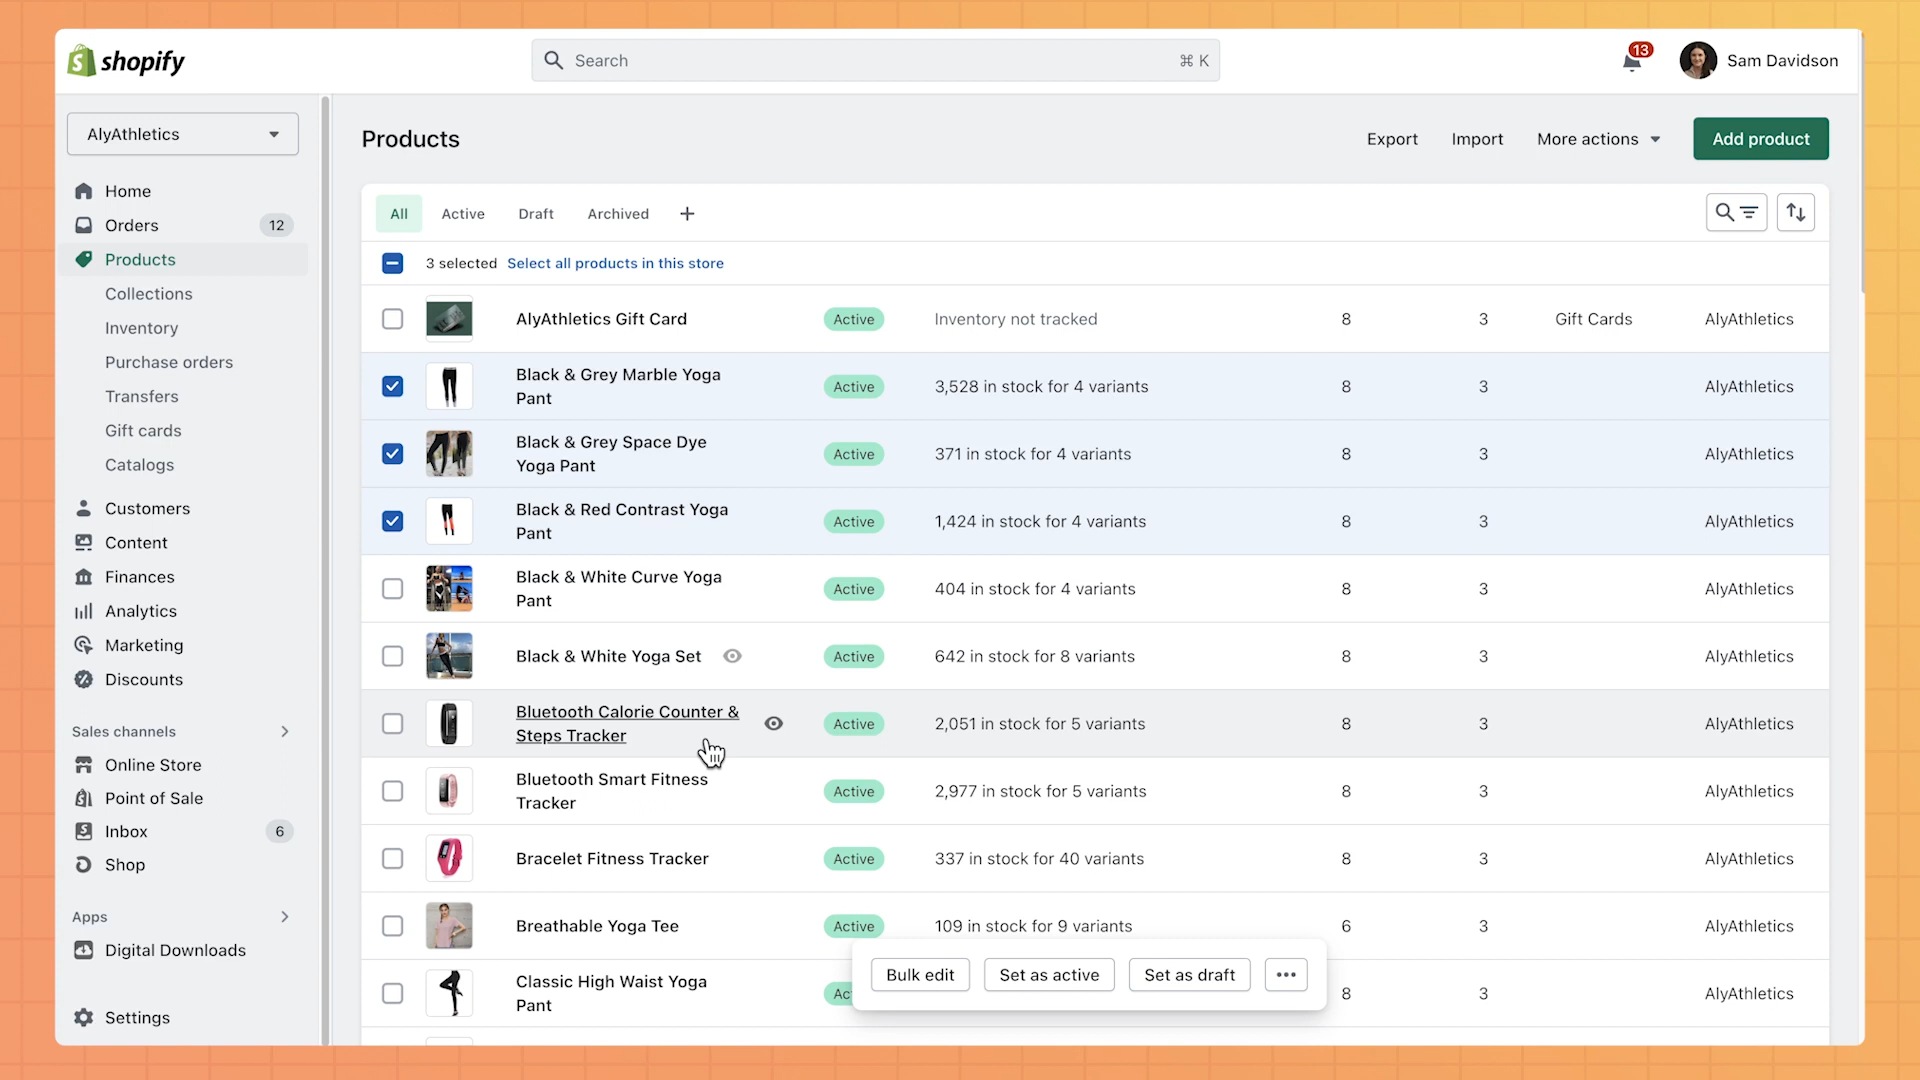 shopify
Search
⌘ K
13
Sam Davidson
AlyAthletics
Home
Orders
12
Products
Collections
Inventory
Purchase orders
Transfers
Gift cards
Catalogs
Customers
Content
Finances
Analytics
Marketing
Discounts
Sales channels
Online Store
Point of Sale
Inbox
6
Shop
Apps
Digital Downloads
Settings
Products
Export
Import
More actions
Add product
All
Active
Draft
Archived
3 selected Select all products in this store
AlyAthletics Gift Card
Active
Inventory not tracked
8
3
Gift Cards
AlyAthletics
Black & Grey Marble Yoga
Pant
Active
3,528 in stock for 4 variants
8
3
AlyAthletics
Black & Grey Space Dye
Yoga Pant
Active
371 in stock for 4 variants
8
3
AlyAthletics
Black & Red Contrast Yoga
Pant
Active
1,424 in stock for 4 variants
8
3
AlyAthletics
Black & White Curve Yoga
Pant
Active
404 in stock for 4 variants
8
3
AlyAthletics
Black & White Yoga Set
Active
642 in stock for 8 variants
8
3
AlyAthletics
Bluetooth Calorie Counter &
Steps Tracker
Active
2,051 in stock for 5 variants
8
3
AlyAthletics
Bluetooth Smart Fitness
Tracker
Active
2,977 in stock for 5 variants
8
3
AlyAthletics
Bracelet Fitness Tracker
Active
337 in stock for 40 variants
8
3
AlyAthletics
Breathable Yoga Tee
Active
109 in stock for 9 variants
6
3
AlyAthletics
Classic High Waist Yoga
Pant
Ac
8
3
AlyAthletics
Bulk edit
Set as active
Set as draft